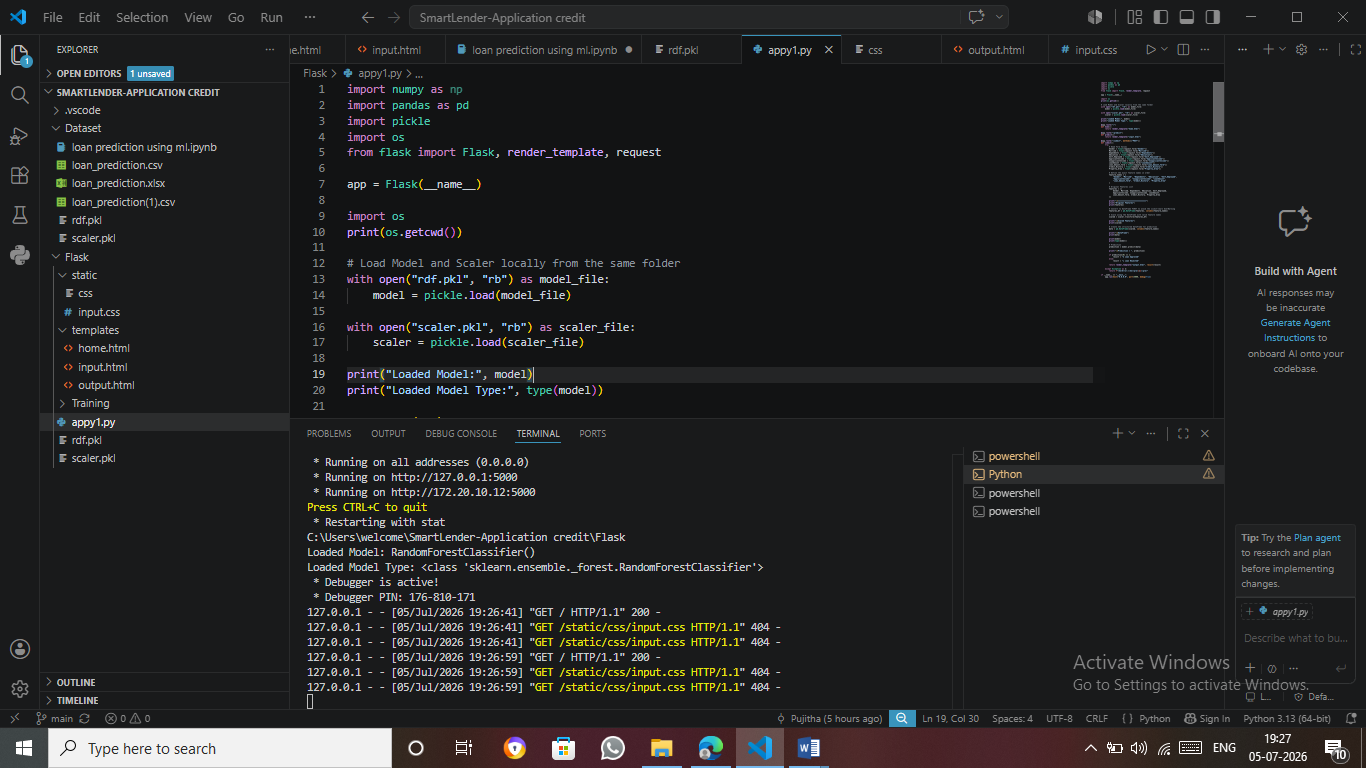 File Edit Selection View Go Run ··· SmartLender-Application credit
EXPLORER ···
OPEN EDITORS 1 unsaved
SMARTLENDER-APPLICATION CREDIT
.vscode
Dataset
loan prediction using ml.ipynb
loan_prediction.csv
loan_prediction.xlsx
loan_prediction(1).csv
rdf.pkl
scaler.pkl
Flask
static
css
input.css
templates
home.html
input.html
output.html
Training
appy1.py
rdf.pkl
scaler.pkl
OUTLINE
TIMELINE
me.html input.html loan prediction using ml.ipynb rdf.pkl appy1.py css output.html input.css
Flask > appy1.py > ...
1 import numpy as np
2 import pandas as pd
3 import pickle
4 import os
5 from flask import Flask, render_template, request
6
7 app = Flask(__name__)
8
9 import os
10 print(os.getcwd())
11
12 # Load Model and Scaler locally from the same folder
13 with open("rdf.pkl", "rb") as model_file:
14 model = pickle.load(model_file)
15
16 with open("scaler.pkl", "rb") as scaler_file:
17 scaler = pickle.load(scaler_file)
18
19 print("Loaded Model:", model)
20 print("Loaded Model Type:", type(model))
21
PROBLEMS OUTPUT DEBUG CONSOLE TERMINAL PORTS
* Running on all addresses (0.0.0.0)
* Running on http://127.0.0.1:5000
* Running on http://172.20.10.12:5000
Press CTRL+C to quit
* Restarting with stat
C:\Users\welcome\SmartLender-Application credit\Flask
Loaded Model: RandomForestClassifier()
Loaded Model Type: <class 'sklearn.ensemble._forest.RandomForestClassifier'>
* Debugger is active!
* Debugger PIN: 176-810-171
127.0.0.1 - - [05/Jul/2026 19:26:41] "GET / HTTP/1.1" 200 -
127.0.0.1 - - [05/Jul/2026 19:26:41] "GET /static/css/input.css HTTP/1.1" 404 -
127.0.0.1 - - [05/Jul/2026 19:26:41] "GET /static/css/input.css HTTP/1.1" 404 -
127.0.0.1 - - [05/Jul/2026 19:26:59] "GET / HTTP/1.1" 200 -
127.0.0.1 - - [05/Jul/2026 19:26:59] "GET /static/css/input.css HTTP/1.1" 404 -
127.0.0.1 - - [05/Jul/2026 19:26:59] "GET /static/css/input.css HTTP/1.1" 404 -
powershell
Python
powershell
powershell
Build with Agent
AI responses may
be inaccurate
Generate Agent
Instructions to
onboard AI onto your
codebase.
Tip: Try the Plan agent
to research and plan
before implementing
changes.
+ appy1.py
Describe what to bu...
L... Defa...
Activate Windows
Go to Settings to activate Windows.
main 0 0 Pujitha (5 hours ago) Ln 19, Col 30 Spaces: 4 UTF-8 CRLF { } Python Sign In Python 3.13 (64-bit)
Type here to search
ENG
19:27
05-07-2026
10